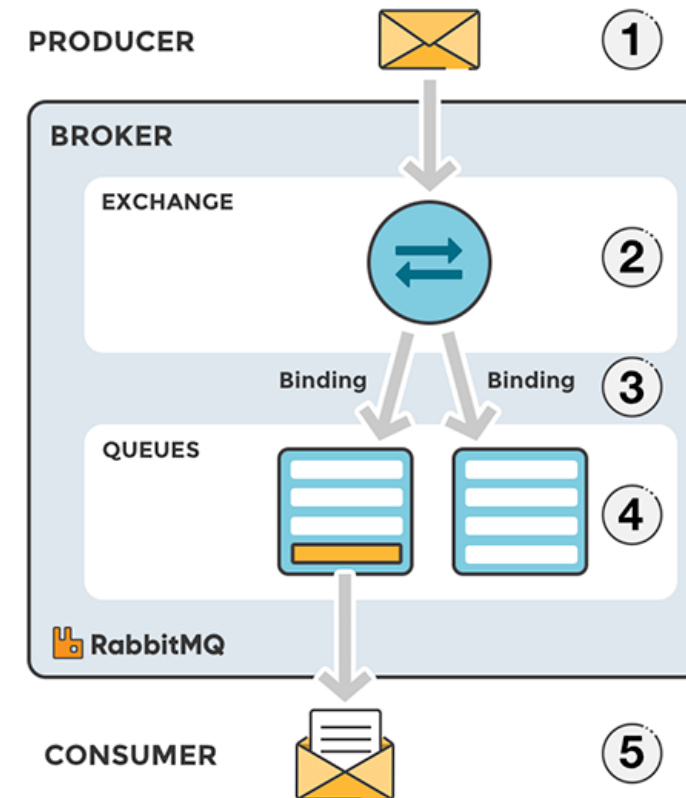 PRODUCER
1
BROKER
EXCHANGE
2
Binding
Binding
3
QUEUES
4
RabbitMQ
CONSUMER
5